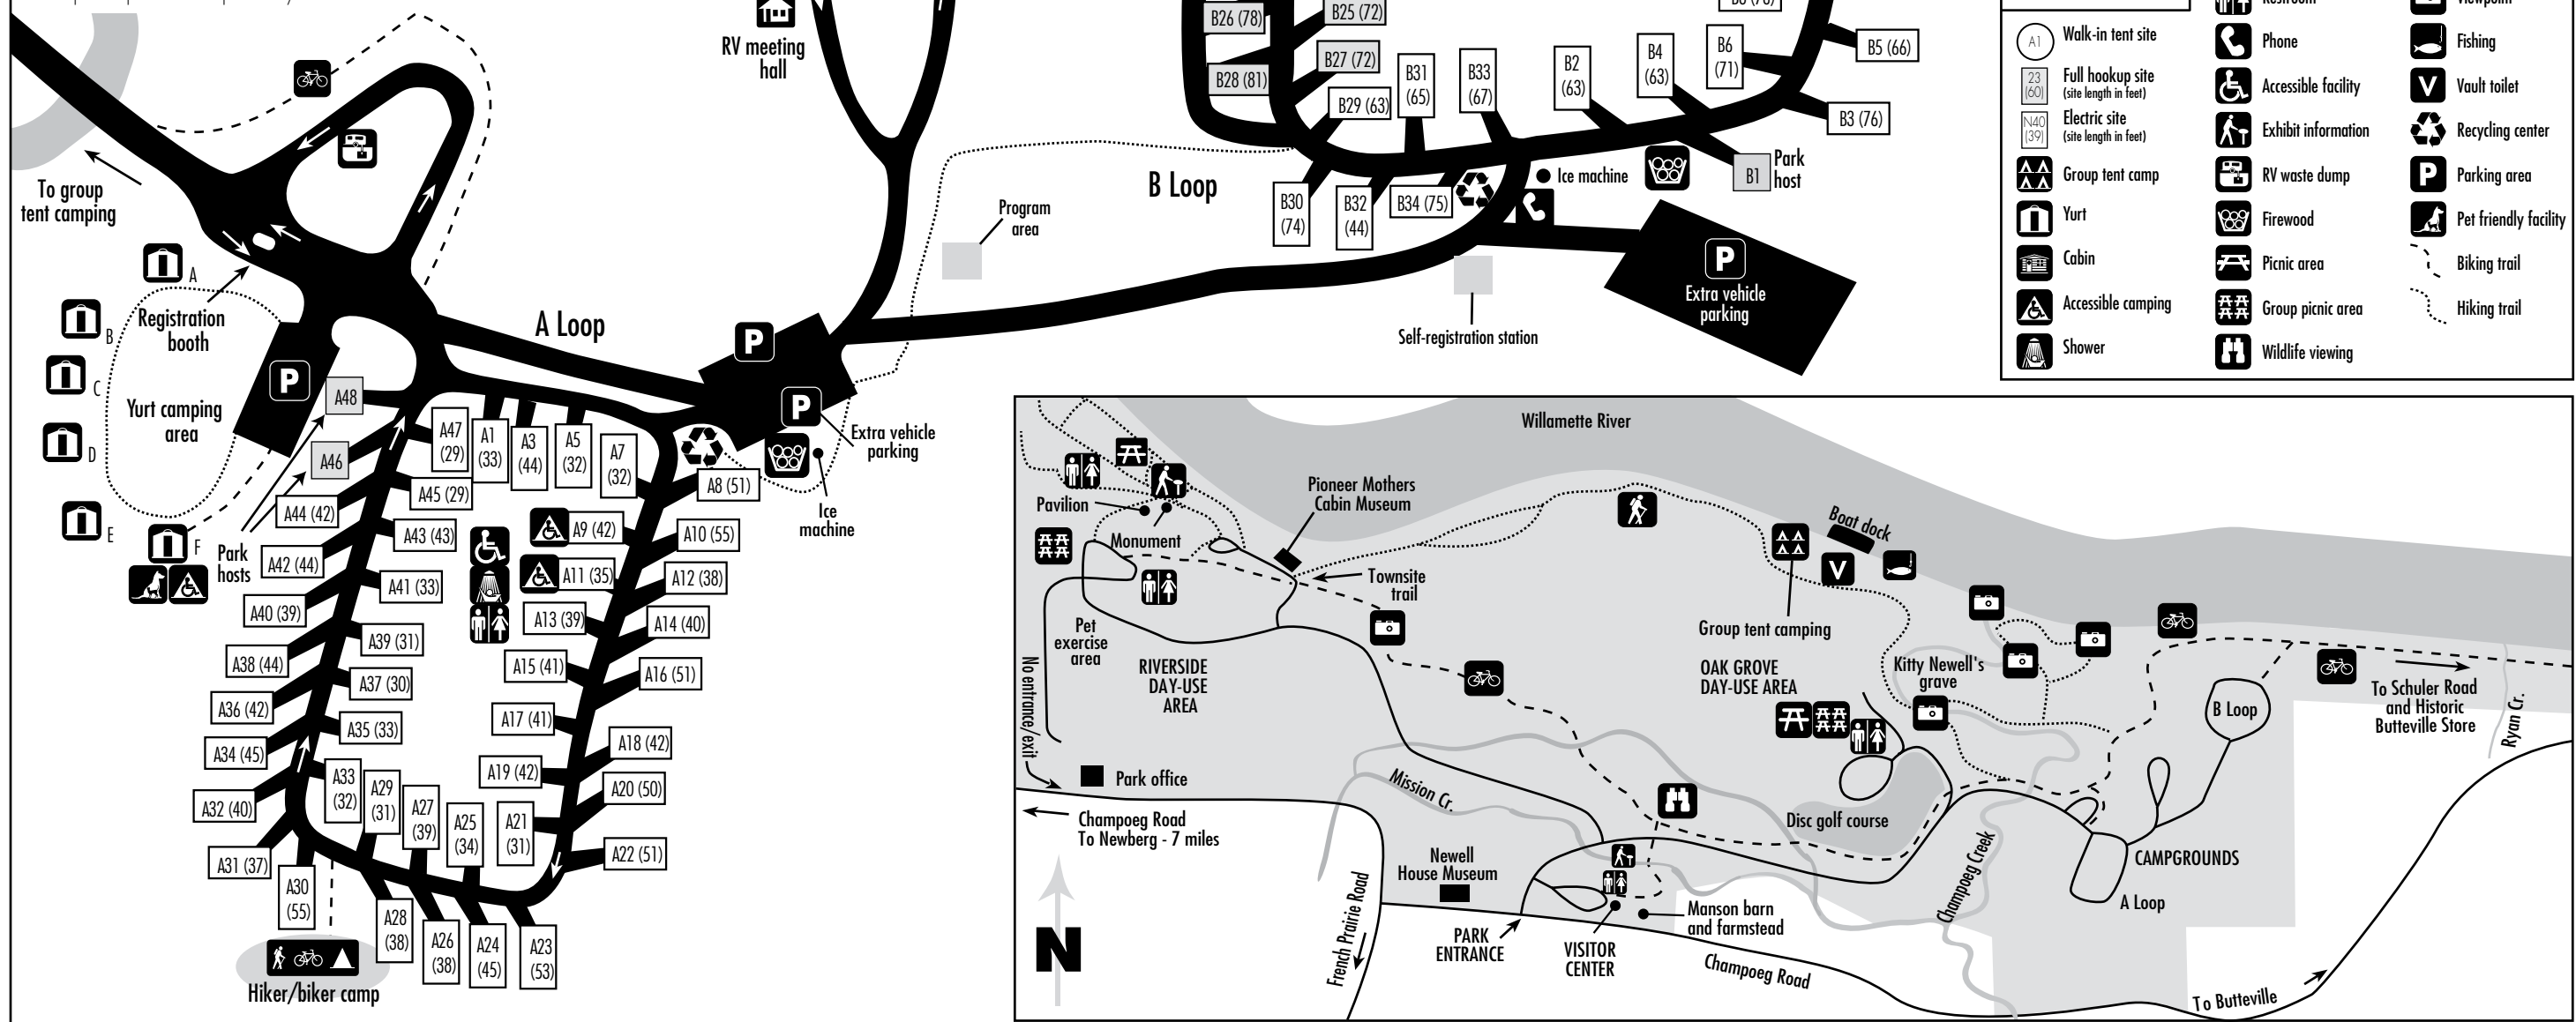 RV meeting
hall
To group
tent camping
A
B
C
D
E
F
Registration
booth
Yurt camping
area
P
A Loop
P
P
Extra vehicle
parking
Ice
machine
Park
hosts
A48
A46
A47
(29)
A1
(33)
A3
(44)
A5
(32)
A7
(32)
A8 (51)
A45 (29)
A44 (42)
A43 (43)
A42 (44)
A41 (33)
A40 (39)
A39 (31)
A38 (44)
A37 (30)
A36 (42)
A35 (33)
A34 (45)
A33
(32)
A32 (40)
A31 (37)
A30
(55)
A29
(31)
A28
(38)
A27
(39)
A26
(38)
A25
(34)
A24
(45)
A23
(53)
A21
(31)
A22 (51)
A20 (50)
A19 (42)
A18 (42)
A17 (41)
A16 (51)
A15 (41)
A14 (40)
A13 (39)
A12 (38)
A11 (35)
A10 (55)
A9 (42)
Hiker/biker camp
B Loop
Program
area
B26 (78)
B25 (72)
B28 (81)
B27 (72)
B29 (63)
B31
(65)
B33
(67)
B2
(63)
B4
(63)
B6
(71)
B5 (66)
B3 (76)
B1
Park
host
B30
(74)
B32
(44)
B34 (75)
Ice machine
P
Extra vehicle
parking
Self-registration station
A1
Walk-in tent site
23
(60)
Full hookup site
(site length in feet)
N40
(39)
Electric site
(site length in feet)
Group tent camp
Yurt
Cabin
Accessible camping
Shower
Restroom
Phone
Accessible facility
Exhibit information
RV waste dump
Firewood
Picnic area
Group picnic area
Wildlife viewing
Viewpoint
Fishing
V
Vault toilet
Recycling center
P
Parking area
Pet friendly facility
Biking trail
Hiking trail
Willamette River
Pavilion
Monument
Pioneer Mothers
Cabin Museum
Townsite
trail
Pet
exercise
area
RIVERSIDE
DAY-USE
AREA
No entrance/exit
Park office
Champoeg Road
To Newberg - 7 miles
N
Mission Cr.
Newell
House Museum
French Prairie Road
PARK
ENTRANCE
VISITOR
CENTER
Manson barn
and farmstead
Champoeg Road
Boat dock
V
Group tent camping
OAK GROVE
DAY-USE AREA
Kitty Newell's
grave
Disc golf course
Champoeg Creek
B Loop
CAMPGROUNDS
A Loop
To Schuler Road
and Historic
Butteville Store
Ryan Cr.
To Butteville